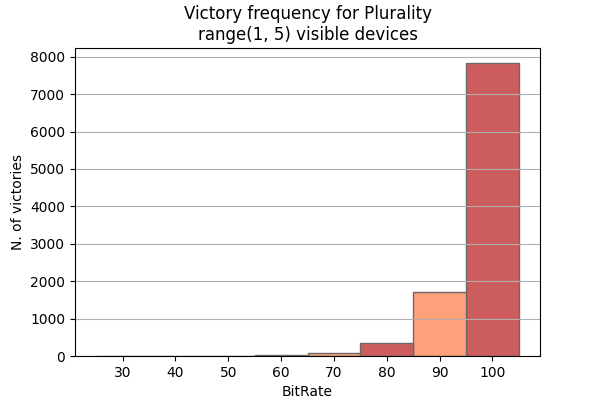 Victory frequency for Plurality
range(1, 5) visible devices
8000
7000
6000
5000
4000
3000
2000
1000
0
N. of victories
30 40 50 60 70 80 90 100
BitRate